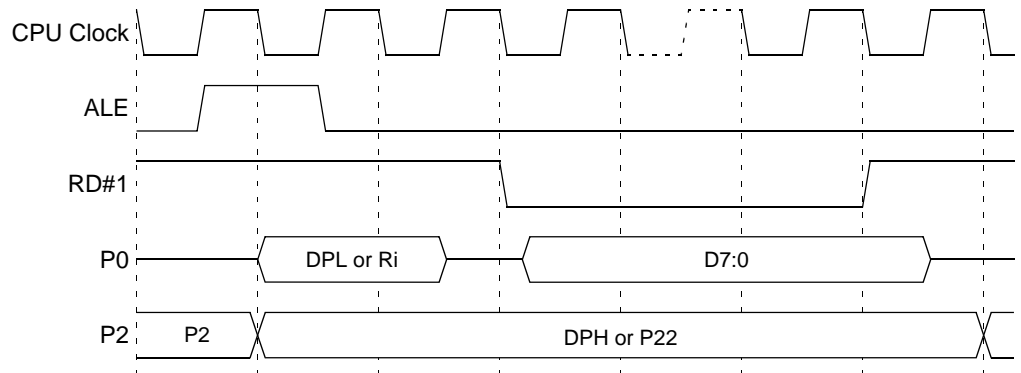 CPU Clock
ALE
RD#1
P0
DPL or Ri
D7:0
P2
P2
DPH or P22